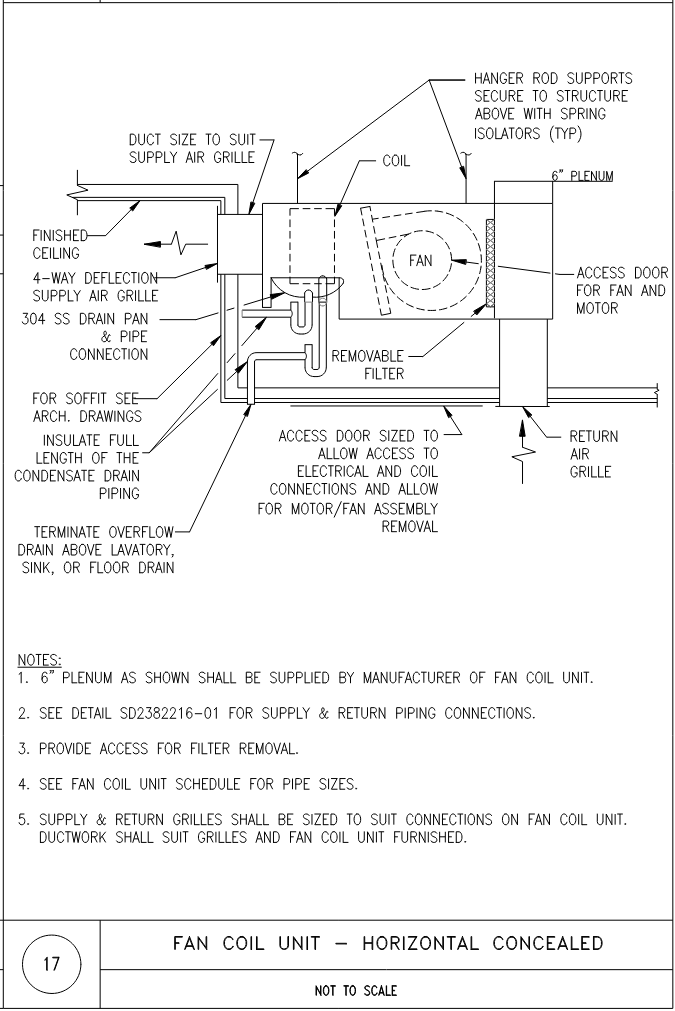 HANGER ROD SUPPORTS
SECURE TO STRUCTURE
ABOVE WITH SPRING
ISOLATORS (TYP)
DUCT SIZE TO SUIT
SUPPLY AIR GRILLE
COIL
6" PLENUM
FINISHED
CEILING
FAN
4-WAY DEFLECTION
SUPPLY AIR GRILLE
ACCESS DOOR
FOR FAN AND
MOTOR
304 SS DRAIN PAN
& PIPE
CONNECTION
REMOVABLE
FILTER
FOR SOFFIT SEE
ARCH. DRAWINGS
INSULATE FULL
LENGTH OF THE
CONDENSATE DRAIN
PIPING
ACCESS DOOR SIZED TO
ALLOW ACCESS TO
ELECTRICAL AND COIL
CONNECTIONS AND ALLOW
FOR MOTOR/FAN ASSEMBLY
REMOVAL
RETURN
AIR
GRILLE
TERMINATE OVERFLOW
DRAIN ABOVE LAVATORY,
SINK, OR FLOOR DRAIN
NOTES:
1. 6" PLENUM AS SHOWN SHALL BE SUPPLIED BY MANUFACTURER OF FAN COIL UNIT.
2. SEE DETAIL SD2382216-01 FOR SUPPLY & RETURN PIPING CONNECTIONS.
3. PROVIDE ACCESS FOR FILTER REMOVAL.
4. SEE FAN COIL UNIT SCHEDULE FOR PIPE SIZES.
5. SUPPLY & RETURN GRILLES SHALL BE SIZED TO SUIT CONNECTIONS ON FAN COIL UNIT.
DUCTWORK SHALL SUIT GRILLES AND FAN COIL UNIT FURNISHED.
17
FAN COIL UNIT - HORIZONTAL CONCEALED
NOT TO SCALE